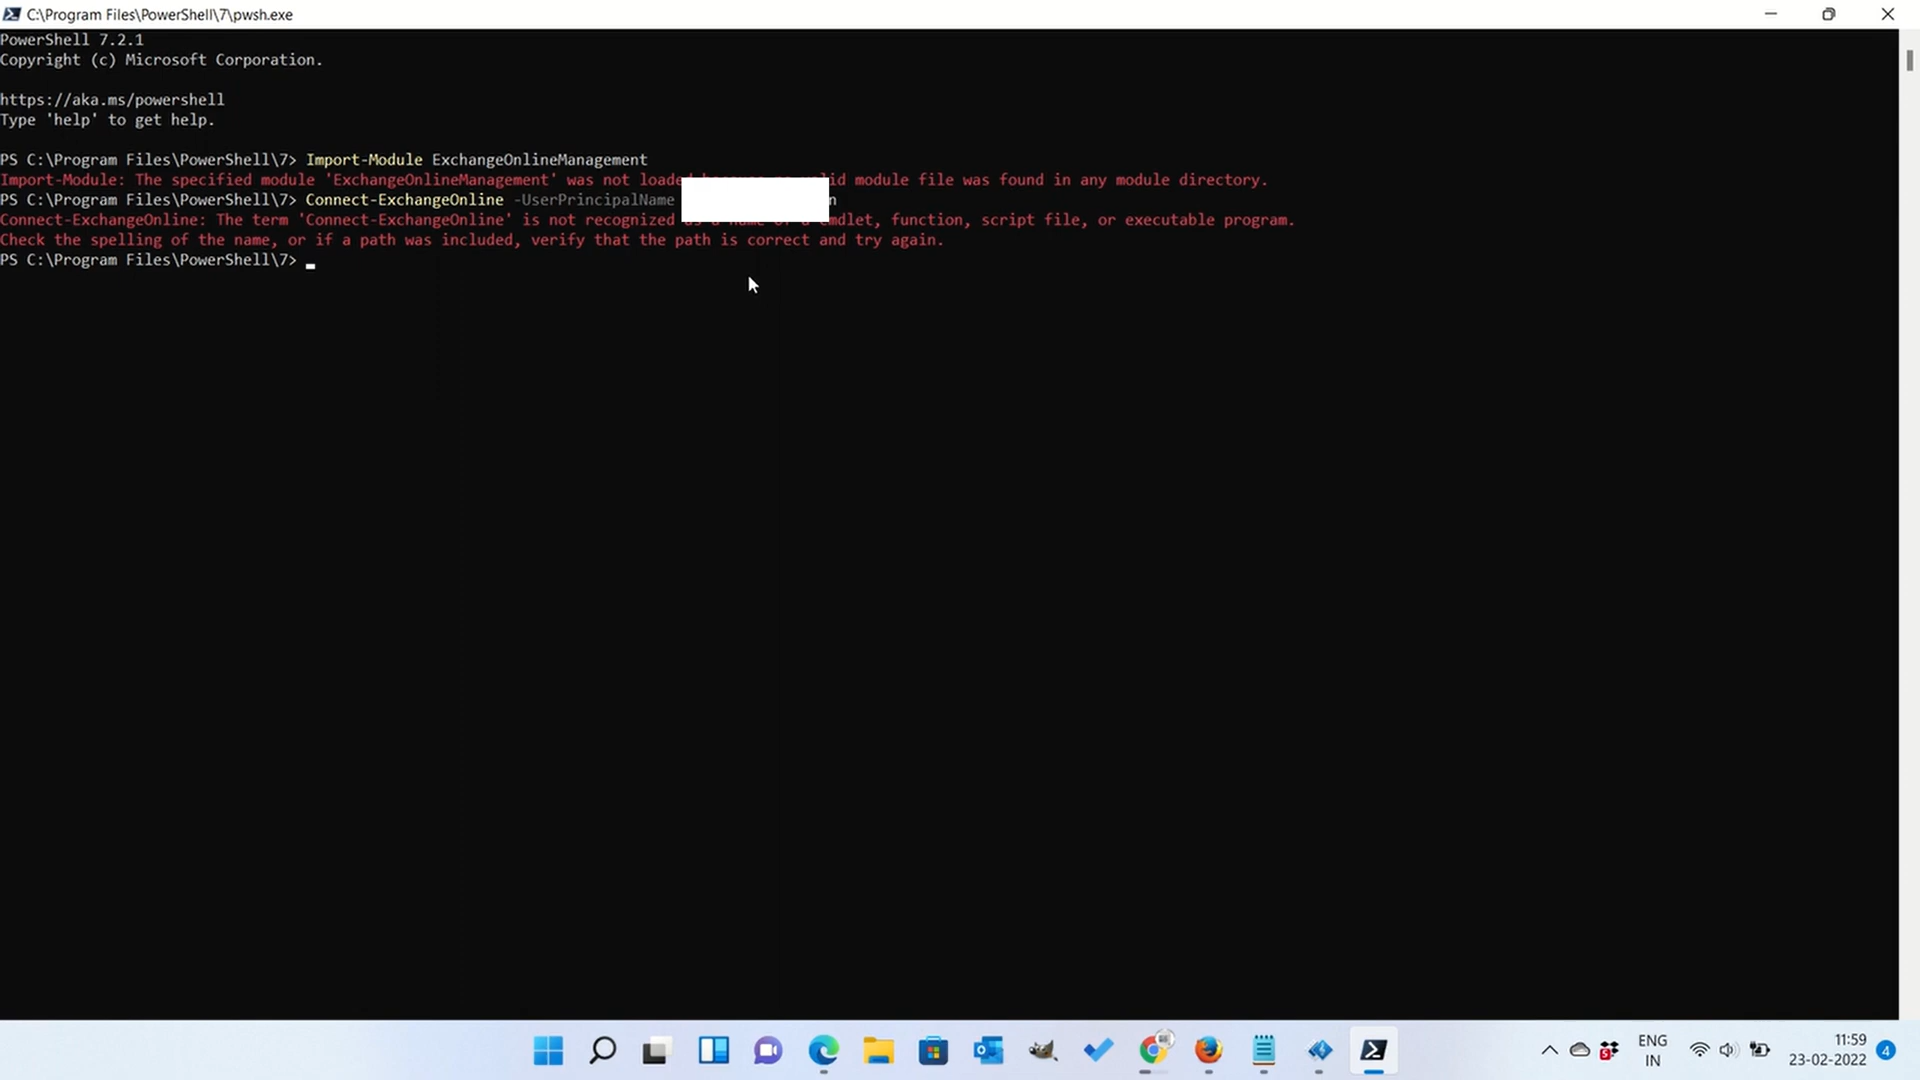 C:\Program Files\PowerShell\7\pwsh.exe
PowerShell 7.2.1
Copyright (c) Microsoft Corporation.
https://aka.ms/powershell
Type 'help' to get help.
PS C:\Program Files\PowerShell\7> Import-Module ExchangeOnlineManagement
Import-Module: The specified module 'ExchangeOnlineManagement' was not loade module file was found in any module directory.
PS C:\Program Files\PowerShell\7> Connect-ExchangeOnline -UserPrincipalName n
Connect-ExchangeOnline: The term 'Connect-ExchangeOnline' is not recognized as a name of a cmdlet, function, script file, or executable program.
Check the spelling of the name, or if a path was included, verify that the path is correct and try again.
PS C:\Program Files\PowerShell\7>
ENG
IN
11:59
23-02-2022
4